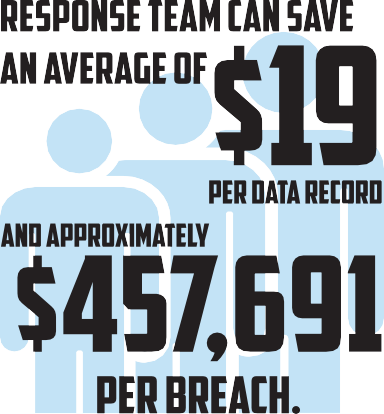 RESPONSE TEAM CAN SAVE
AN AVERAGE OF $19
PER DATA RECORD
AND APPROXIMATELY
$457,691
PER BREACH.